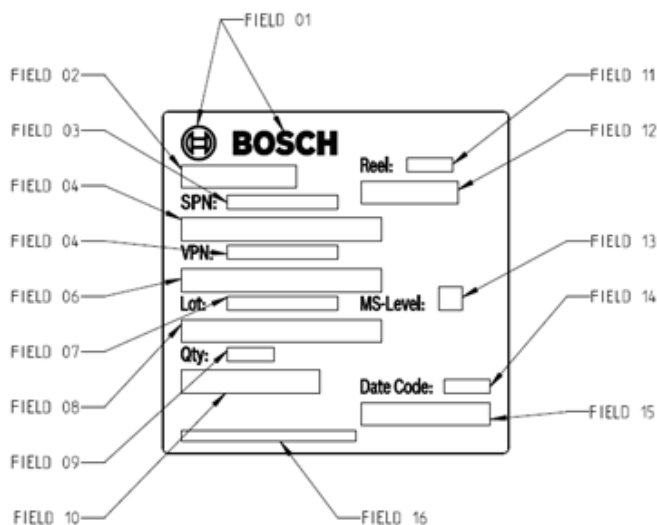 FIELD 01
FIELD 02
FIELD 11
FIELD 03
FIELD 12
BOSCH
Reel:
FIELD 04
SPN:
FIELD 04
VPN:
FIELD 13
FIELD 06
Lot:
MS-Level:
FIELD 14
FIELD 07
Qty:
Date Code:
FIELD 08
FIELD 15
FIELD 09
FIELD 10
FIELD 16